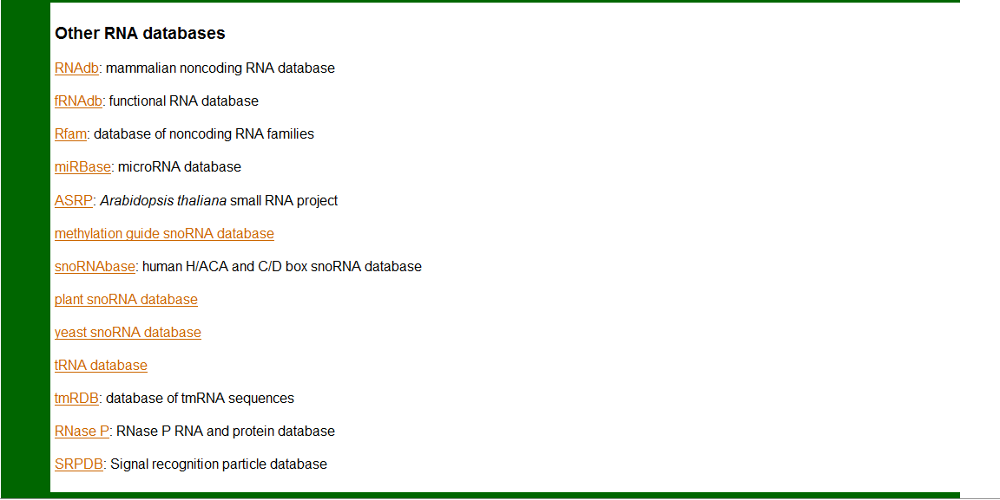 Other RNA databases
RNAdb: mammalian noncoding RNA database
fRNAdb: functional RNA database
Rfam: database of noncoding RNA families
miRBase: microRNA database
ASRP: Arabidopsis thaliana small RNA project
methylation guide snoRNA database
snoRNAbase: human H/ACA and C/D box snoRNA database
plant snoRNA database
yeast snoRNA database
tRNA database
tmRDB: database of tmRNA sequences
RNase P: RNase P RNA and protein database
SRPDB: Signal recognition particle database